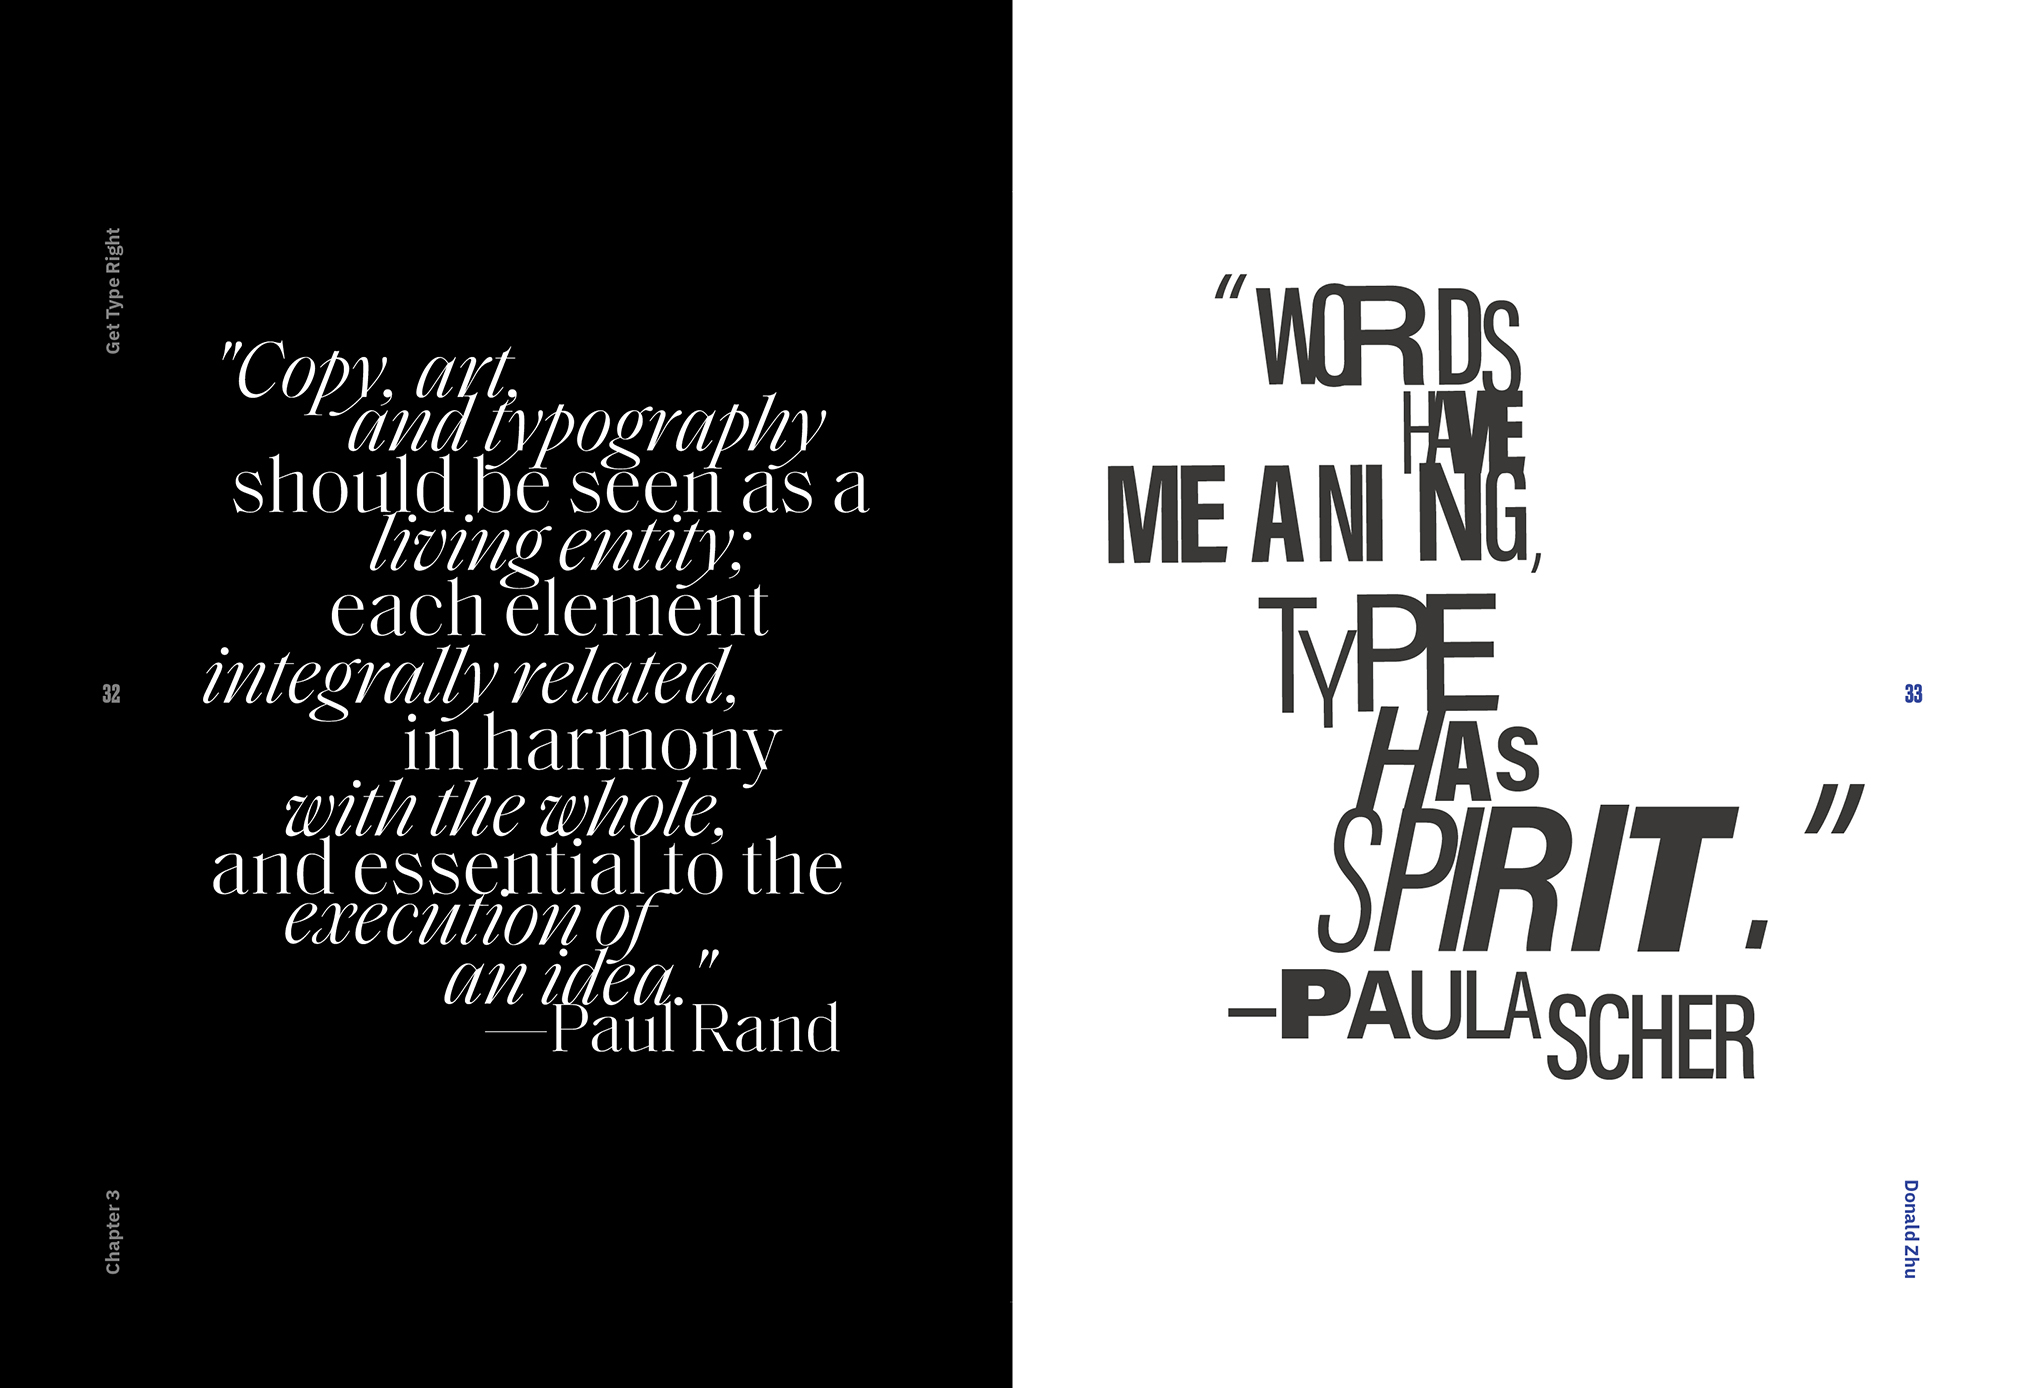 Get Type Right
32
Chapter 3
"Copy, art,
and typography
should be seen as a
living entity;
each element
integrally related,
in harmony
with the whole,
and essential to the
execution of
an idea."
—Paul Rand
“WORDS
HAVE
MEANING,
TYPE
HAS
SPIRIT.”
–PAULA SCHER
33
Donald Zhu